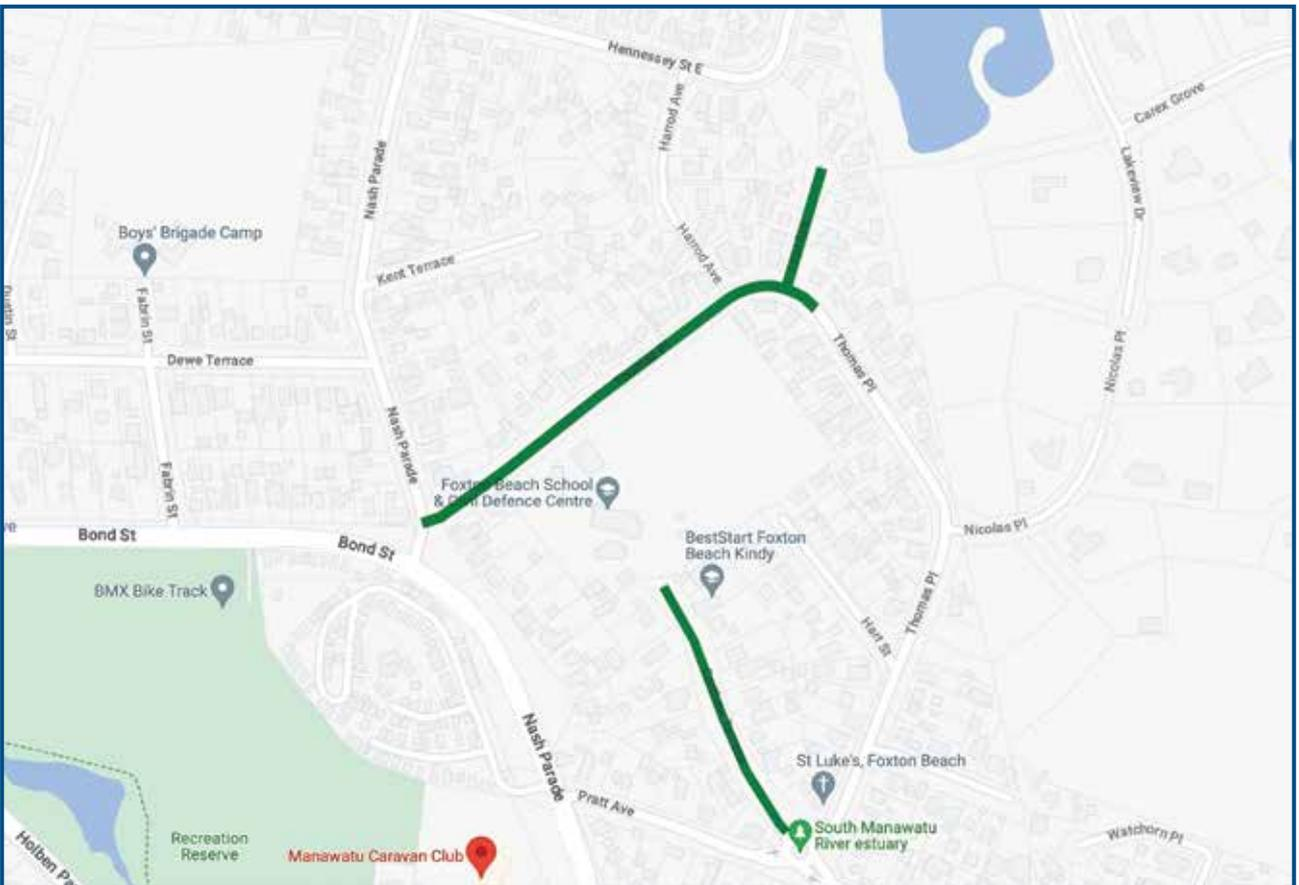 Hennessey St E
Harrod Ave
Carex Grove
Nash Parade
Lakeview Dr
Boys' Brigade Camp
Harrod Ave
Kent Terrace
Fabrin St
Dewe Terrace
Thomas Pl
Nicolas Pl
Nash Parade
Fabrin St
Beach School
Defence Centre
Nicolas Pl
Bond St
Bond St
BestStart Foxton
Beach Kindy
BMX Bike Track
Thomas Pl
Hart St
Nash Parade
St Luke's, Foxton Beach
Pratt Ave
South Manawatu
River estuary
Watchorn Pl
Recreation
Reserve
Manawatu Caravan Club
Holben